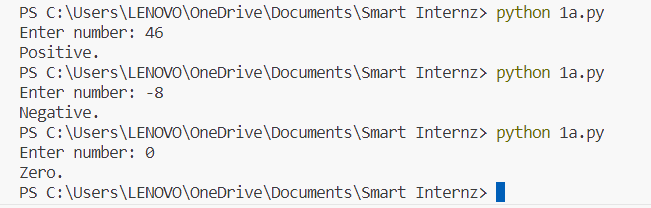 PS C:\Users\LENOVO\OneDrive\Documents\Smart Internz> python 1a.py
Enter number: 46
Positive.
PS C:\Users\LENOVO\OneDrive\Documents\Smart Internz> python 1a.py
Enter number: -8
Negative.
PS C:\Users\LENOVO\OneDrive\Documents\Smart Internz> python 1a.py
Enter number: 0
Zero.
PS C:\Users\LENOVO\OneDrive\Documents\Smart Internz>